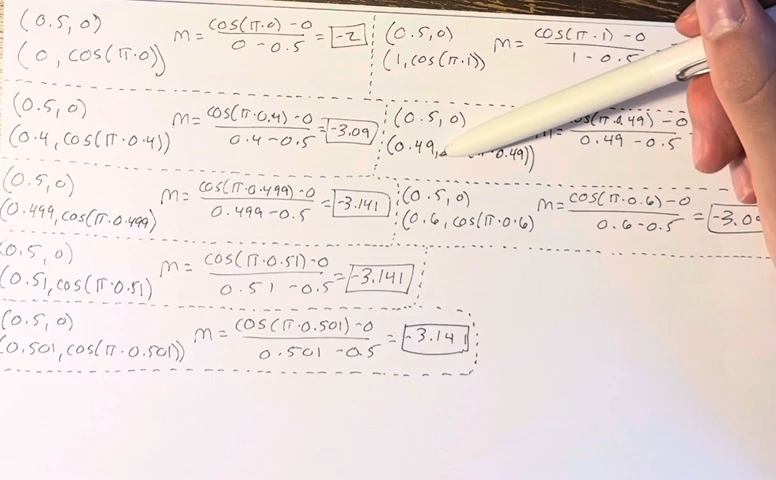 (0.5, 0)
(0, cos(π·0))
m = cos(π·0) - 0 / 0 - 0.5 = -2
(0.5, 0)
(1, cos(π·1))
m = cos(π·1) - 0 / 1 - 0.5
(0.5, 0)
(0.4, cos(π·0.4))
m = cos(π·0.4) - 0 / 0.4 - 0.5 = -3.09
(0.5, 0)
(0.49, 0.49))
cos(π·0.49) - 0 / 0.49 - 0.5
(0.5, 0)
(0.499, cos(π·0.499)
m = cos(π·0.499) - 0 / 0.499 - 0.5 = -3.141
(0.5, 0)
(0.6, cos(π·0.6)
m = cos(π·0.6) - 0 / 0.6 - 0.5 = -3.0
(0.5, 0)
(0.51, cos(π·0.51)
m = cos(π·0.51) - 0 / 0.51 - 0.5 = -3.141
(0.5, 0)
(0.501, cos(π·0.501))
m = cos(π·0.501) - 0 / 0.501 - 0.5 = -3.141